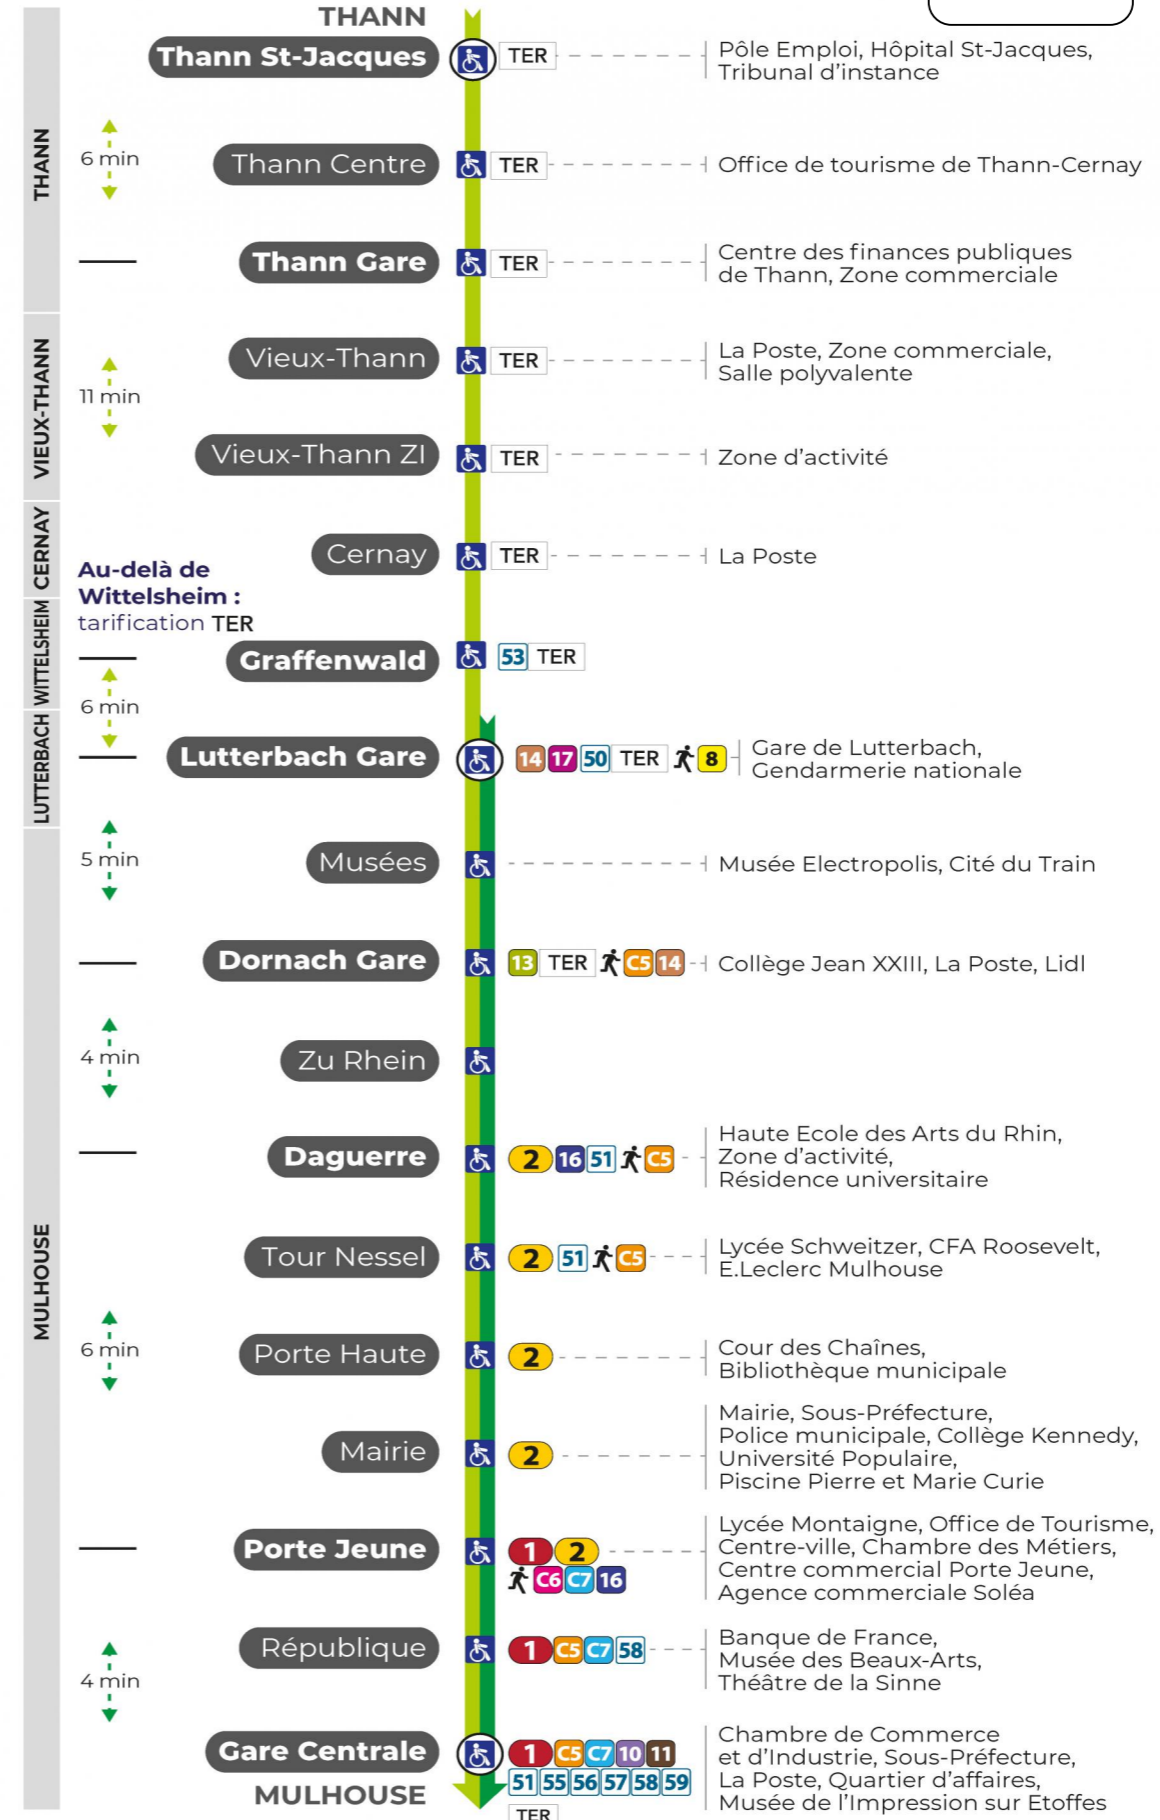 THANN
Thann St-Jacques TER Pôle Emploi, Hôpital St-Jacques,
Tribunal d'instance
THANN
6 min
Thann Centre TER Office de tourisme de Thann-Cernay
Thann Gare TER Centre des finances publiques
de Thann, Zone commerciale
VIEUX-THANN
Vieux-Thann TER La Poste, Zone commerciale,
Salle polyvalente
11 min
Vieux-Thann ZI TER Zone d'activité
CERNAY
Cernay TER La Poste
Au-delà de
Wittelsheim :
tarification TER
WITTELSHEIM
Graffenwald 53 TER
6 min
LUTTERBACH
Lutterbach Gare 14 17 50 TER 8 Gare de Lutterbach,
Gendarmerie nationale
MULHOUSE
5 min
Musées Musée Electropolis, Cité du Train
Dornach Gare 13 TER C5 14 Collège Jean XXIII, La Poste, Lidl
4 min
Zu Rhein
Daguerre 2 16 51 C5 Haute Ecole des Arts du Rhin,
Zone d'activité,
Résidence universitaire
Tour Nessel 2 51 C5 Lycée Schweitzer, CFA Roosevelt,
E.Leclerc Mulhouse
6 min
Porte Haute 2 Cour des Chaînes,
Bibliothèque municipale
Mairie 2 Mairie, Sous-Préfecture,
Police municipale, Collège Kennedy,
Université Populaire,
Piscine Pierre et Marie Curie
Porte Jeune 1 2 Lycée Montaigne, Office de Tourisme,
Centre-ville, Chambre des Métiers,
C6 C7 16 Centre commercial Porte Jeune,
Agence commerciale Soléa
République 1 C5 C7 58 Banque de France,
Musée des Beaux-Arts,
Théâtre de la Sinne
4 min
Gare Centrale 1 C5 C7 10 11 Chambre de Commerce
et d'Industrie, Sous-Préfecture,
51 55 56 57 58 59 La Poste, Quartier d'affaires,
MULHOUSE TER Musée de l'Impression sur Etoffes